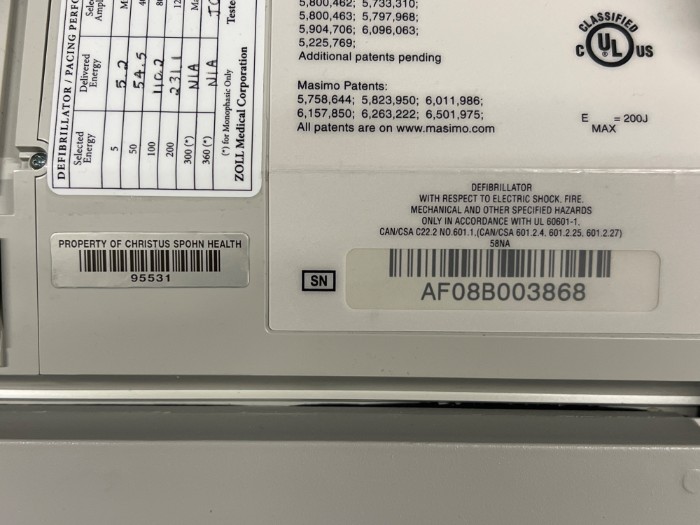 DEFIBRILLATOR / PACING PERFO
Selected Energy
Delivered Energy
5 5.2
50 54.5
100 110.2
200 231.1
300 (*) N/A
360 (*) N/A
(*) for Monophasic Only
ZOLL Medical Corporation
5,800,462; 5,733,310;
5,800,463; 5,797,968;
5,904,706; 6,096,063;
5,225,769;
Additional patents pending
Masimo Patents:
5,758,644; 5,823,950; 6,011,986;
6,157,850; 6,263,222; 6,501,975;
All patents are on www.masimo.com
CLASSIFIED
C UL US
E MAX = 200J
DEFIBRILLATOR
WITH RESPECT TO ELECTRIC SHOCK, FIRE,
MECHANICAL AND OTHER SPECIFIED HAZARDS
ONLY IN ACCORDANCE WITH UL 60601-1,
CAN/CSA C22.2 NO.601.1,(CAN/CSA 601.2.4, 601.2.25, 601.2.27)
58NA
PROPERTY OF CHRISTUS SPOHN HEALTH
95531
SN
AF08B003868